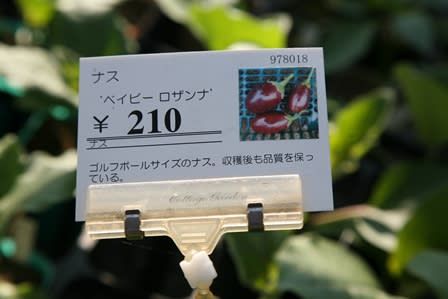 ナス
978018
'ベイビー ロザンナ'
¥ 210
ナス
ゴルフボールサイズのナス。収穫後も品質を保っ
ている。
Cottage Garden